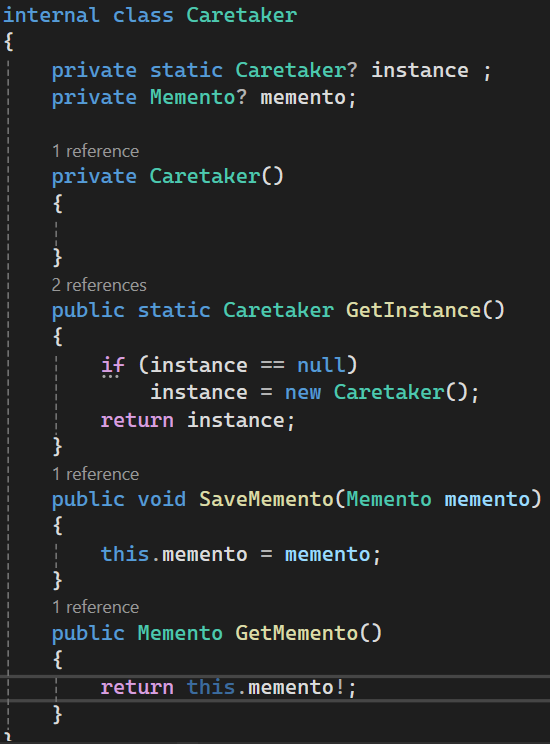 internal class Caretaker
{
private static Caretaker? instance ;
private Memento? memento;
1 reference
private Caretaker()
{
}
2 references
public static Caretaker GetInstance()
{
if (instance == null)
instance = new Caretaker();
return instance;
}
1 reference
public void SaveMemento(Memento memento)
{
this.memento = memento;
}
1 reference
public Memento GetMemento()
{
return this.memento!;
}
}